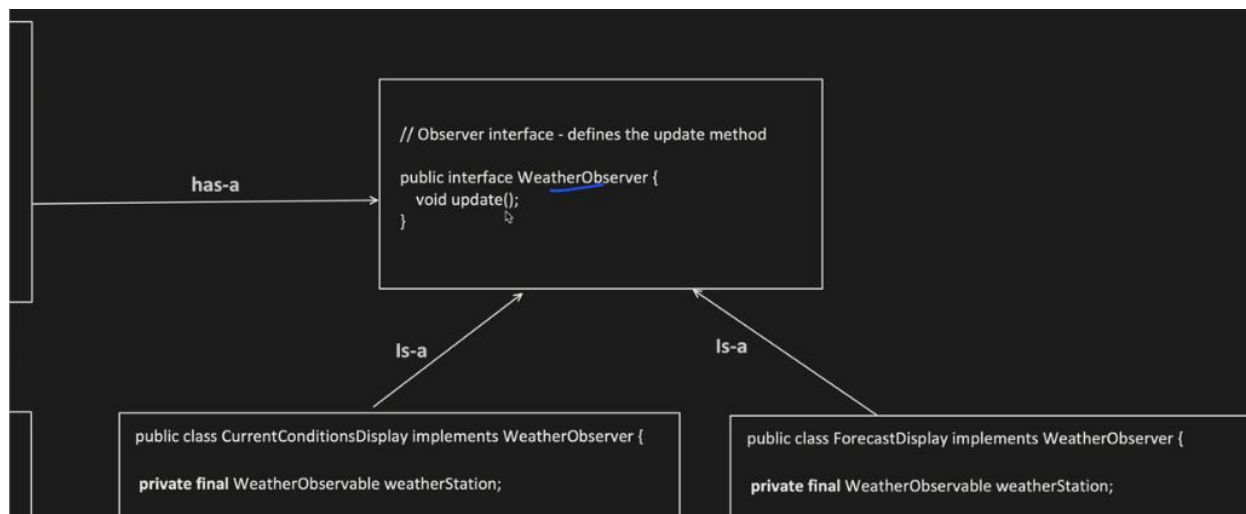 // Observer interface - defines the update method
public interface WeatherObserver {
void update();
}
has-a
Is-a
Is-a
public class CurrentConditionsDisplay implements WeatherObserver {
private final WeatherObservable weatherStation;
public class ForecastDisplay implements WeatherObserver {
private final WeatherObservable weatherStation;